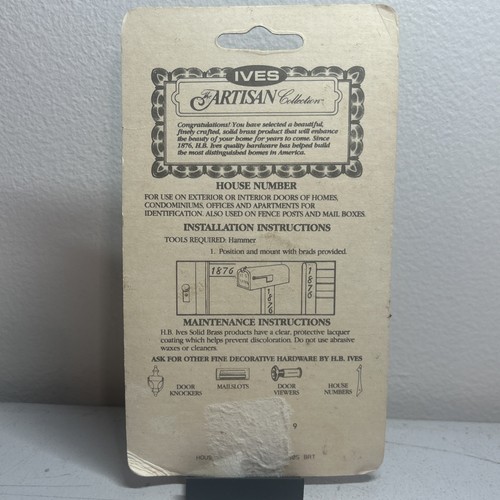 IVES
The ARTISAN Collection
Congratulations! You have selected a beautiful,
finely crafted, solid brass product that will enhance
the beauty of your home for years to come. Since
1876, H.B. Ives quality hardware has helped build
the most distinguished homes in America.
HOUSE NUMBER
FOR USE ON EXTERIOR OR INTERIOR DOORS OF HOMES,
CONDOMINIUMS, OFFICES AND APARTMENTS FOR
IDENTIFICATION. ALSO USED ON FENCE POSTS AND MAIL BOXES.
INSTALLATION INSTRUCTIONS
TOOLS REQUIRED: Hammer
1. Position and mount with brads provided.
1876
1876
1876
MAINTENANCE INSTRUCTIONS
H.B. Ives Solid Brass products have a clear, protective lacquer
coating which helps prevent discoloration. Do not use abrasive
waxes or cleaners.
ASK FOR OTHER FINE DECORATIVE HARDWARE BY H.B. IVES
DOOR
KNOCKERS
MAILSLOTS
DOOR
VIEWERS
HOUSE
NUMBERS
9
HOUS
BRT